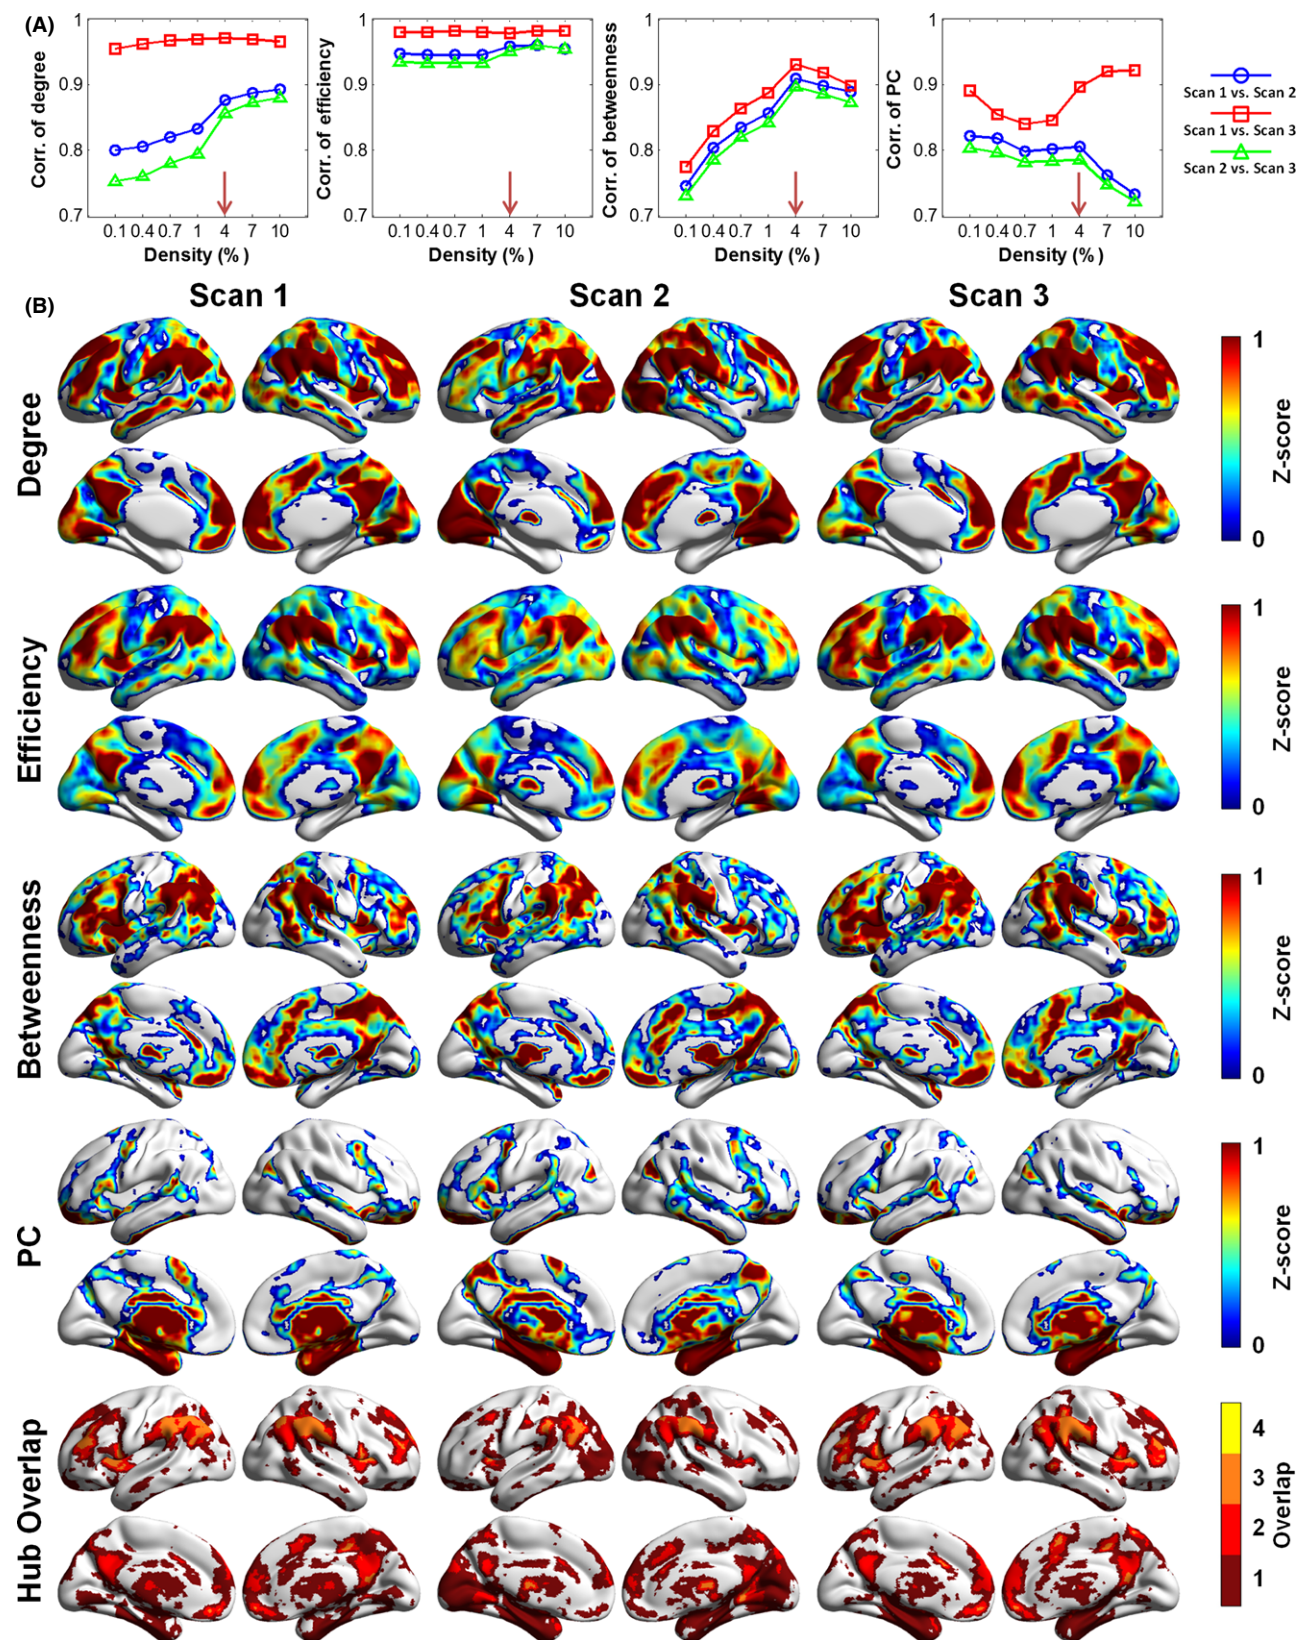 (A)
Corr. of degree
1
0.9
0.8
0.7
0.1 0.4 0.7 1 4 7 10
Density (%)
Corr. of efficiency
1
0.9
0.8
0.7
0.1 0.4 0.7 1 4 7 10
Density (%)
Corr. of betweenness
1
0.9
0.8
0.7
0.1 0.4 0.7 1 4 7 10
Density (%)
Corr. of PC
1
0.9
0.8
0.7
0.1 0.4 0.7 1 4 7 10
Density (%)
Scan 1 vs. Scan 2
Scan 1 vs. Scan 3
Scan 2 vs. Scan 3
(B)
Scan 1 Scan 2 Scan 3
Degree
1
Z-score
0
Efficiency
1
Z-score
0
Betweenness
1
Z-score
0
PC
1
Z-score
0
Hub Overlap
4
3
2
1
Overlap